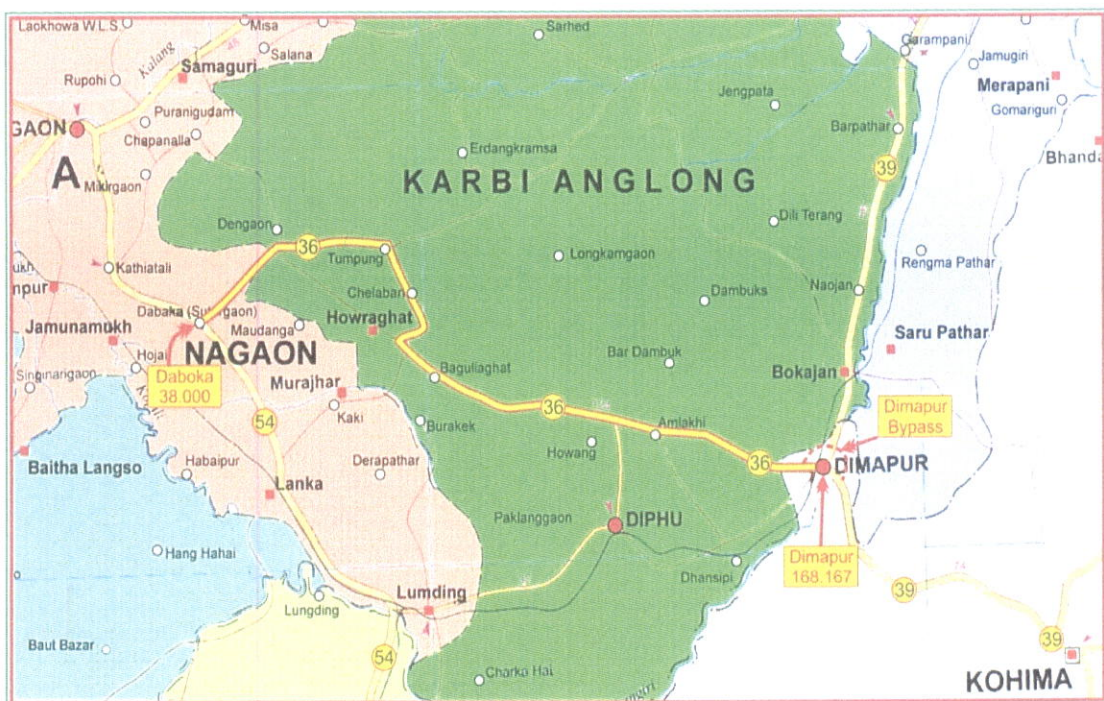 Laokhowa W.L.S.
Misa
Sarhed
Garampani
Kalang
Salana
Samaguri
Jamugiri
Rupohi
Merapani
Jengpata
Gomariguri
Puranigudam
GAON
Chapanalla
Barpathar
Erdangkramsa
Bhanda
A
KARBI ANGLONG
39
Mikirgaon
Dengaon
Dili Terang
36
Tumpung
Longkamgaon
Rengma Pathar
Kathiatali
ukh
npur
Chelaban
Dambuks
Naojan
Dabaka (Sutargaon)
Maudanga
Howraghat
Jamunamukh
NAGAON
Saru Pathar
Hojai
Bar Dambuk
Daboka
38.000
Baguliaghat
Bokajan
Murajhar
Kaki
36
Dimapur
Bypass
54
Burakek
Amlakhi
Howang
Baitha Langso
Habaipur
Derapathar
36
DIMAPUR
Lanka
Paklanggaon
DIPHU
Hang Hahai
Dimapur
168.167
Dhansipi
Lungding
Lumding
39
Baut Bazar
54
39
Charka Hai
KOHIMA